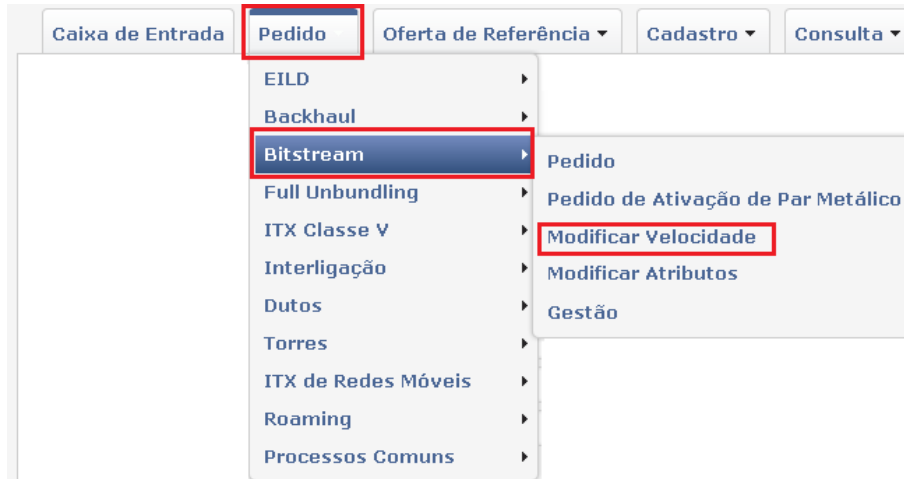 Caixa de Entrada Pedido Oferta de Referência Cadastro Consulta
EILD
Backhaul
Bitstream
Full Unbundling
ITX Classe V
Interligação
Dutos
Torres
ITX de Redes Móveis
Roaming
Processos Comuns
Pedido
Pedido de Ativação de Par Metálico
Modificar Velocidade
Modificar Atributos
Gestão